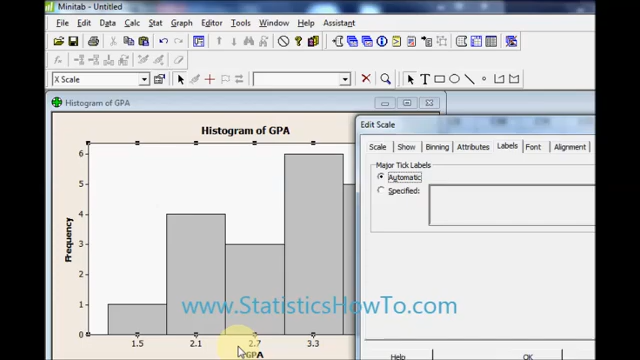 Minitab - Untitled
File Edit Data Calc Stat Graph Editor Tools Window Help Assistant
X Scale
Histogram of GPA
Histogram of GPA
Edit Scale
Scale Show Binning Attributes Labels Font Alignment
Major Tick Labels
Automatic
Specified:
6
5
4
3
2
1
0
Frequency
www.StatisticsHowTo.com
1.5 2.1 2.7 3.3
GPA
Help OK